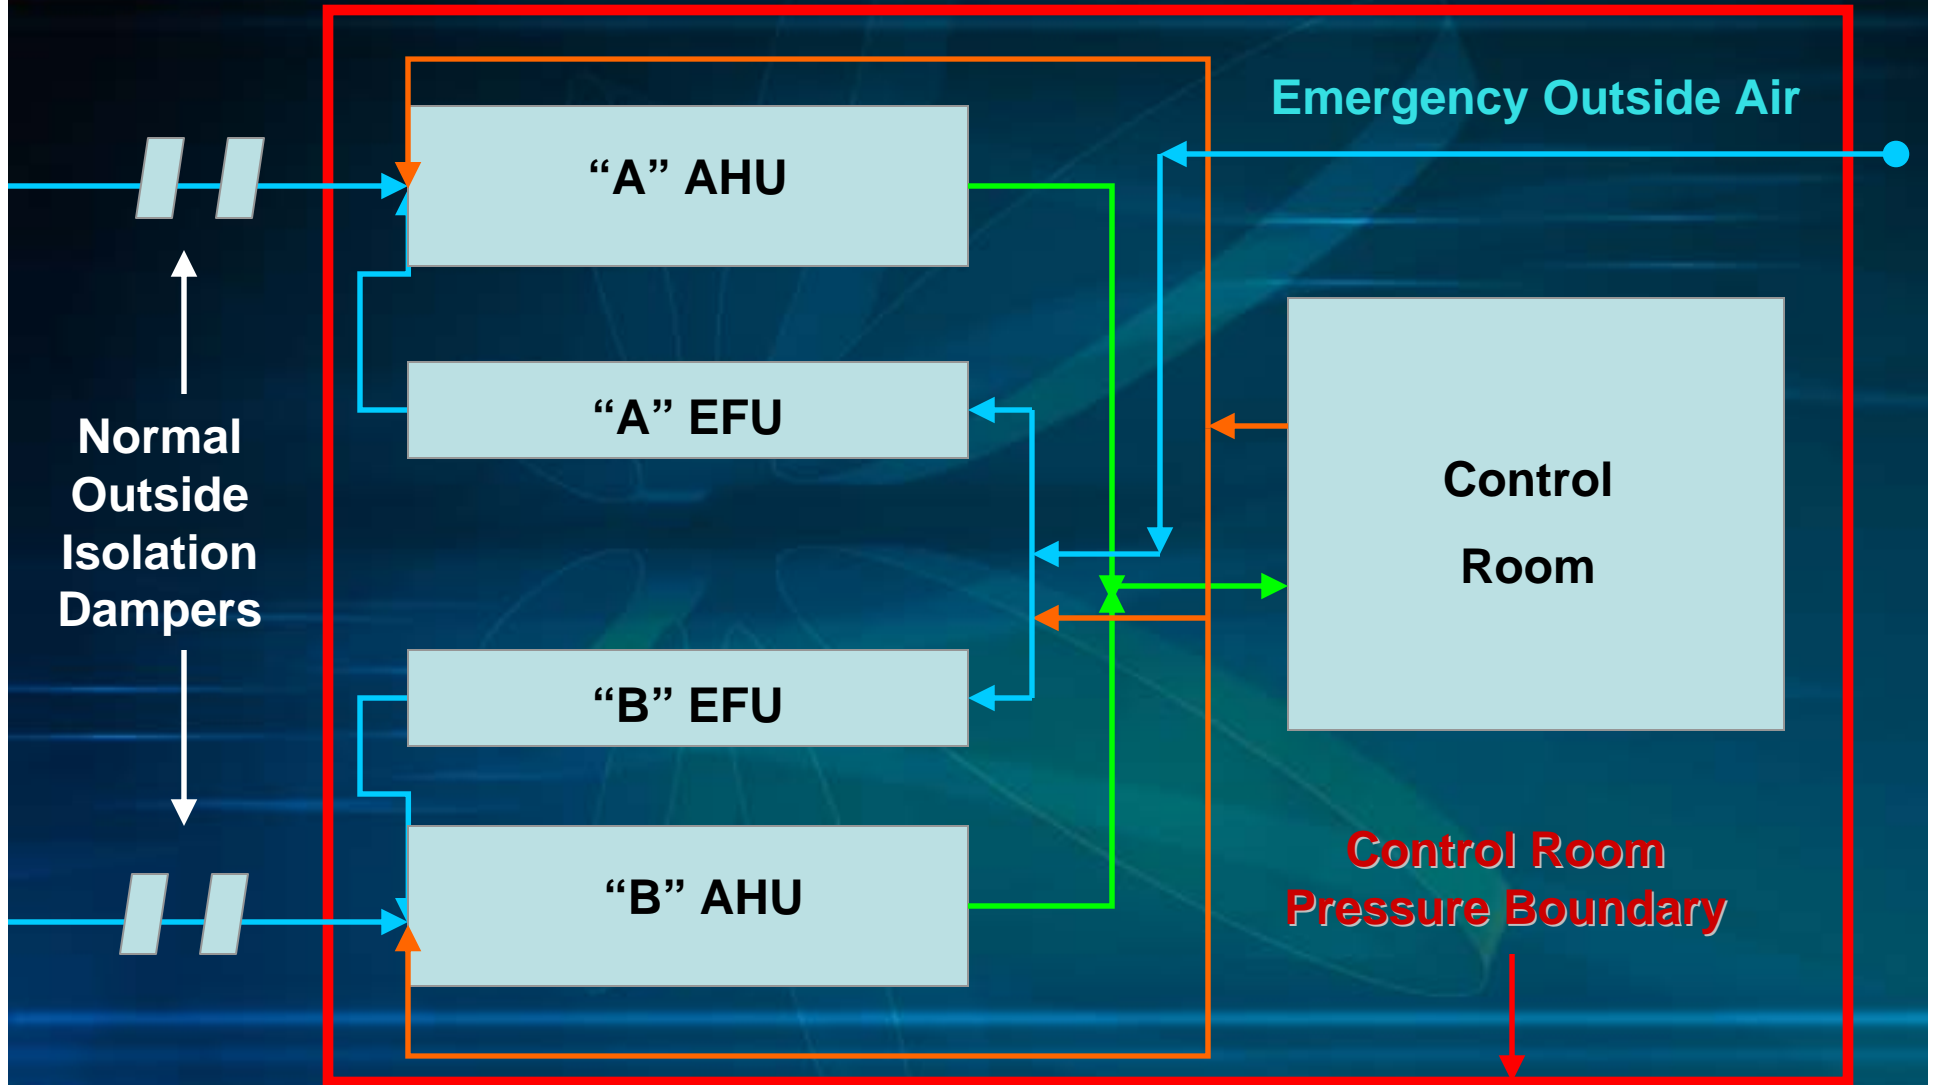 Emergency Outside Air
“A” AHU
“A” EFU
Normal
Outside
Isolation
Dampers
Control
Room
“B” EFU
“B” AHU
Control Room
Pressure Boundary